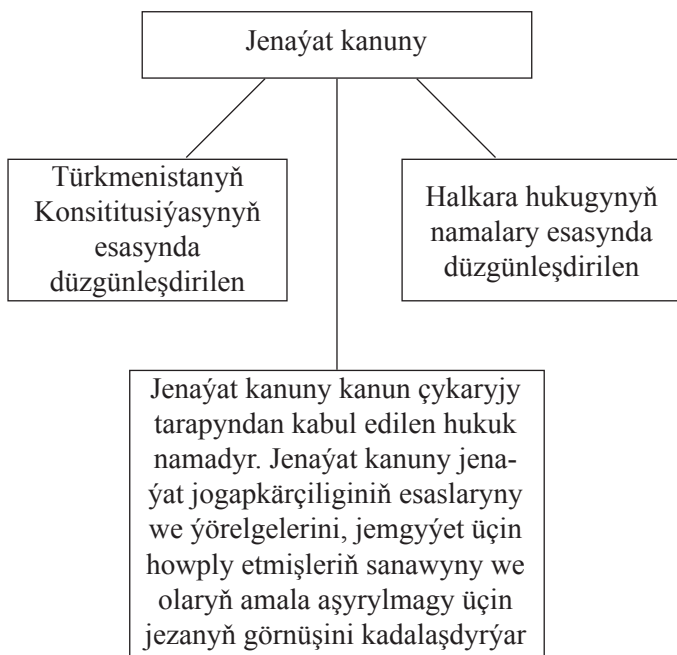 Jenaýat kanuny
Türkmenistanyň
Konsititusiýasynyň
esasynda
düzgünleşdirilen
Halkara hukugynyň
namalary esasynda
düzgünleşdirilen
Jenaýat kanuny kanun çykaryjy
tarapyndan kabul edilen hukuk
namadyr. Jenaýat kanuny jena-
ýat jogapkärçiliginiň esaslaryny
we ýörelgelerini, jemgyýet üçin
howply etmişleriň sanawyny we
olaryň amala aşyrylmagy üçin
jezanyň görnüşini kadalaşdyrýar